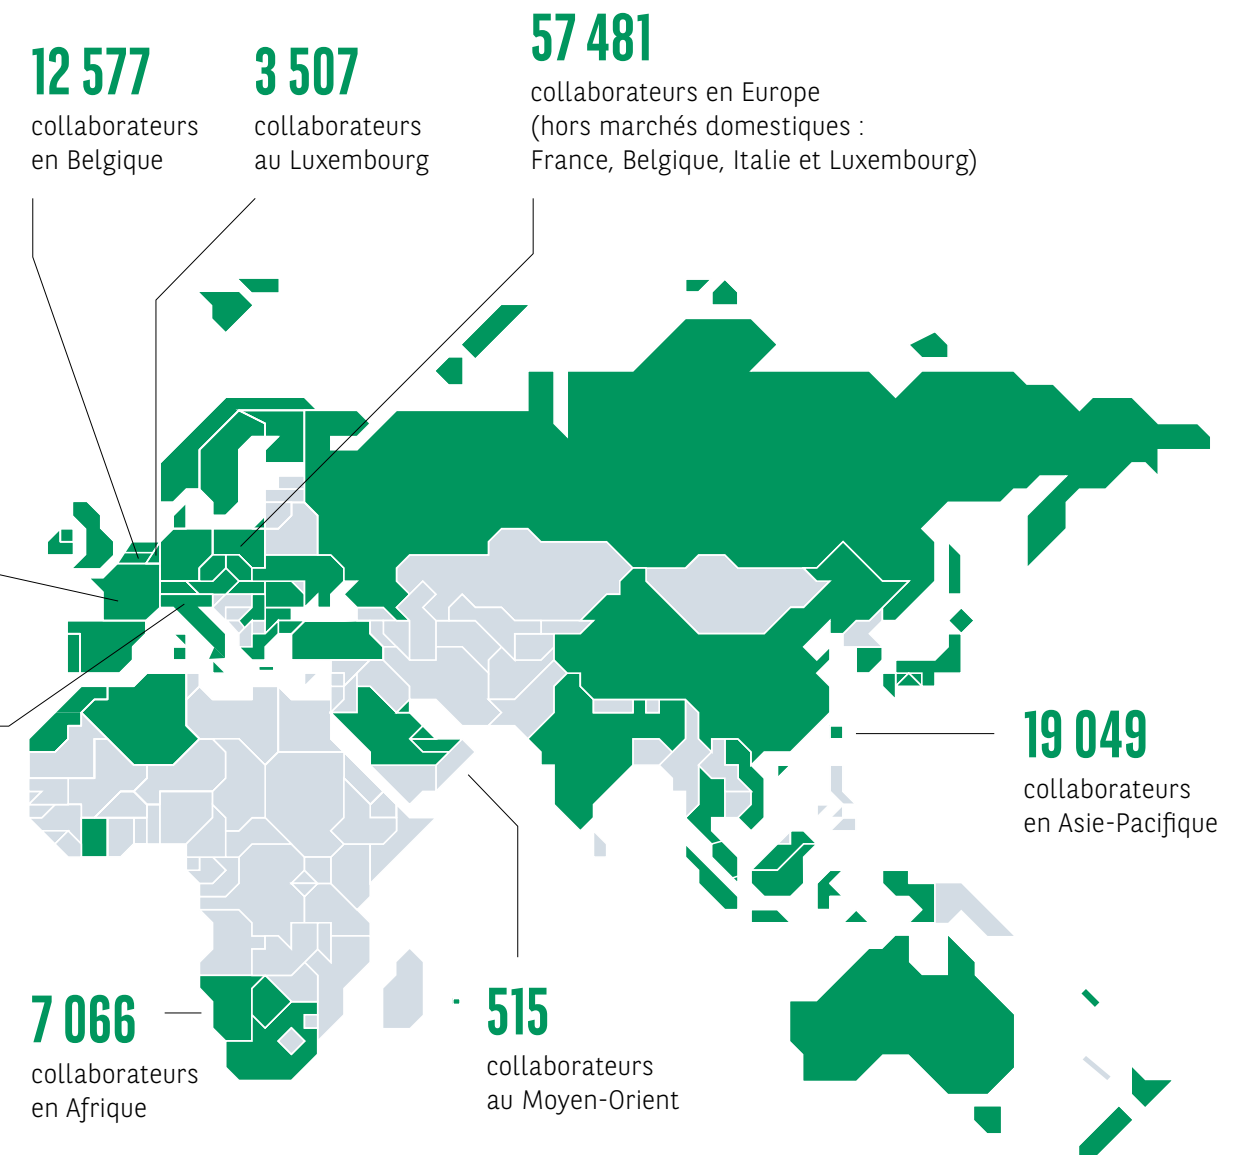 12 577
collaborateurs
en Belgique
3 507
collaborateurs
au Luxembourg
57 481
collaborateurs en Europe
(hors marchés domestiques :
France, Belgique, Italie et Luxembourg)
19 049
collaborateurs
en Asie-Pacifique
7 066
collaborateurs
en Afrique
515
collaborateurs
au Moyen-Orient